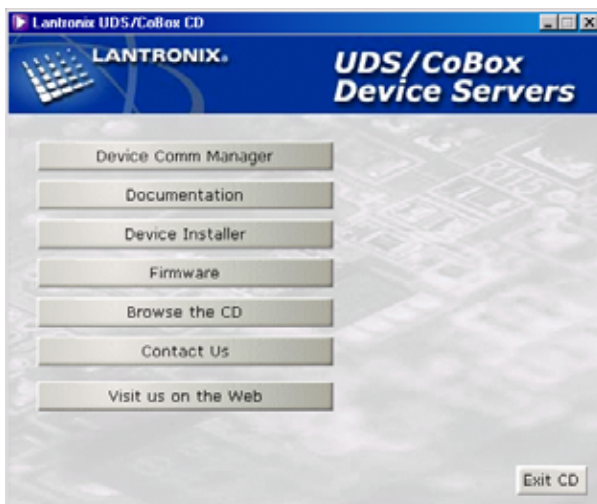 Lantronix UDS/CoBox CD
LANTRONIX®
UDS/CoBox
Device Servers
Device Comm Manager
Documentation
Device Installer
Firmware
Browse the CD
Contact Us
Visit us on the Web
Exit CD